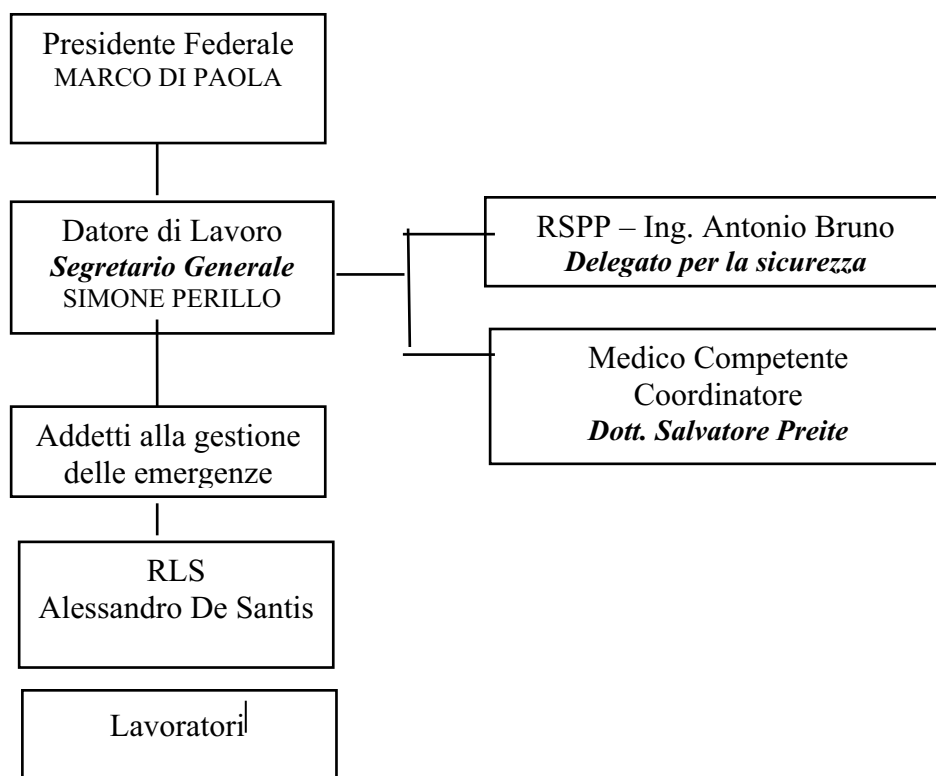 Presidente Federale
MARCO DI PAOLA
Datore di Lavoro
Segretario Generale
SIMONE PERILLO
RSPP – Ing. Antonio Bruno
Delegato per la sicurezza
Medico Competente
Coordinatore
Dott. Salvatore Preite
Addetti alla gestione
delle emergenze
RLS
Alessandro De Santis
Lavoratori